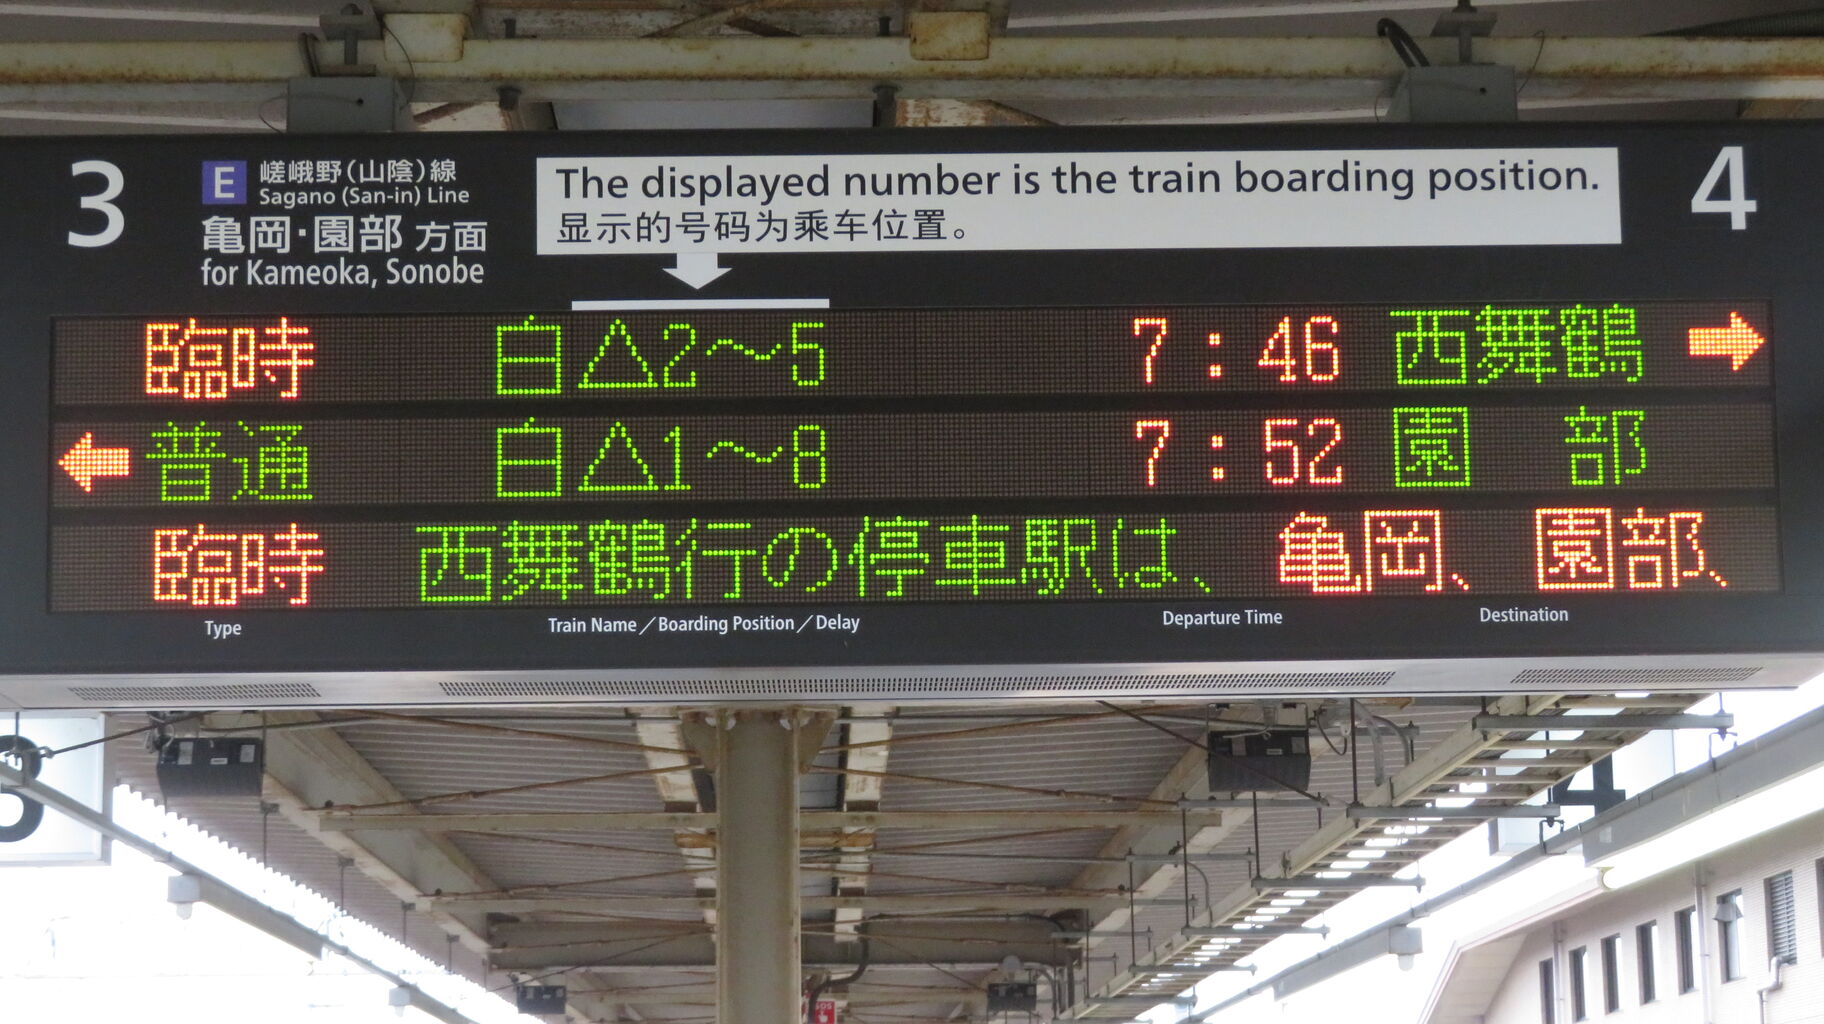 3
E 嵯峨野(山陰)線
Sagano (San-in) Line
亀岡・園部 方面
for Kameoka, Sonobe
The displayed number is the train boarding position.
显示的号码为乘车位置。
4
臨時 白△2〜5 7:46 西舞鶴 →
← 普通 白△1〜8 7:52 園部
臨時 西舞鶴行の停車駅は、亀岡、園部、
Type Train Name／Boarding Position／Delay Departure Time Destination
3
4
SOS